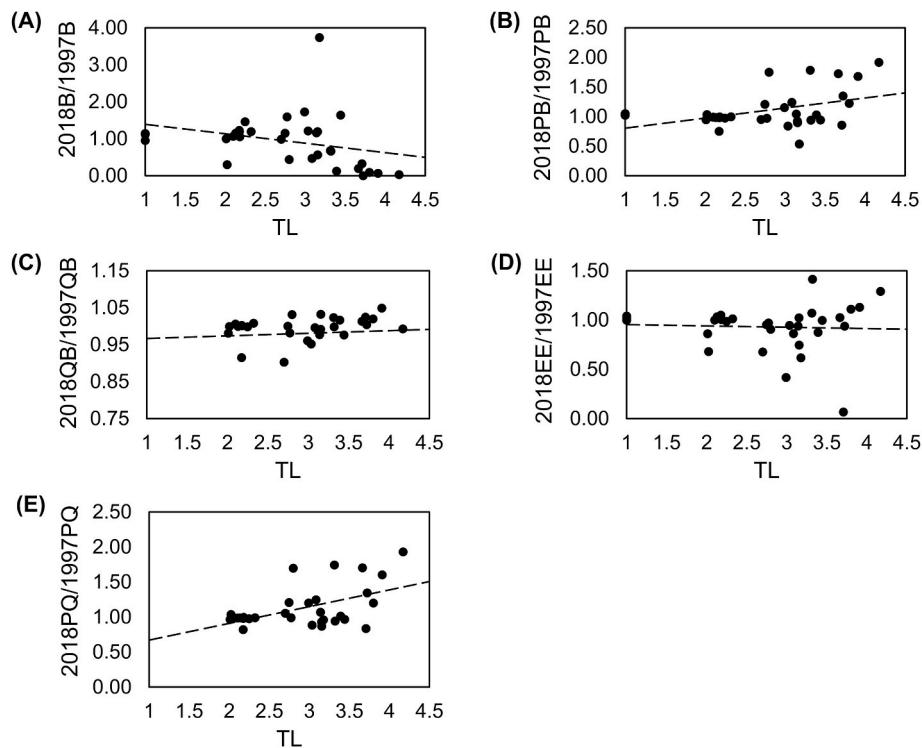 (A)
2018B/1997B
4.00
3.00
2.00
1.00
0.00
1 1.5 2 2.5 3 3.5 4 4.5
TL
(B)
2018PB/1997PB
2.50
2.00
1.50
1.00
0.50
0.00
1 1.5 2 2.5 3 3.5 4 4.5
TL
(C)
2018QB/1997QB
1.15
1.05
0.95
0.85
0.75
1 1.5 2 2.5 3 3.5 4 4.5
TL
(D)
2018EE/1997EE
1.50
1.00
0.50
0.00
1 1.5 2 2.5 3 3.5 4 4.5
TL
(E)
2018PQ/1997PQ
2.50
2.00
1.50
1.00
0.50
0.00
1 1.5 2 2.5 3 3.5 4 4.5
TL